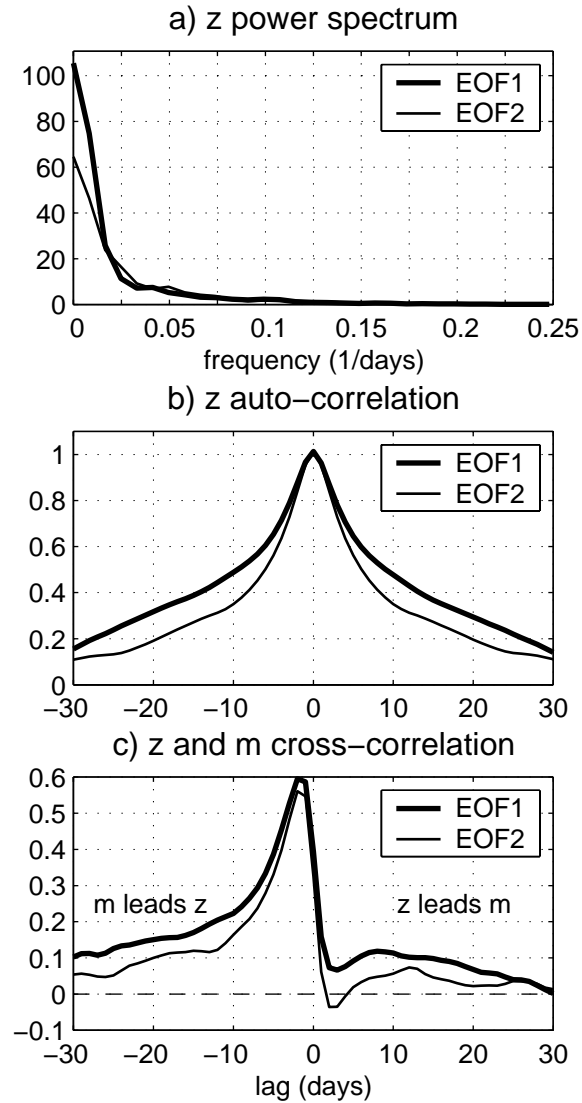 a) z power spectrum
100
80
60
40
20
0
EOF1
EOF2
0 0.05 0.1 0.15 0.2 0.25
frequency (1/days)
b) z auto−correlation
1
0.8
0.6
0.4
0.2
0
EOF1
EOF2
−30 −20 −10 0 10 20 30
c) z and m cross−correlation
0.6
0.5
0.4
0.3
0.2
0.1
0
−0.1
EOF1
EOF2
m leads z
z leads m
−30 −20 −10 0 10 20 30
lag (days)